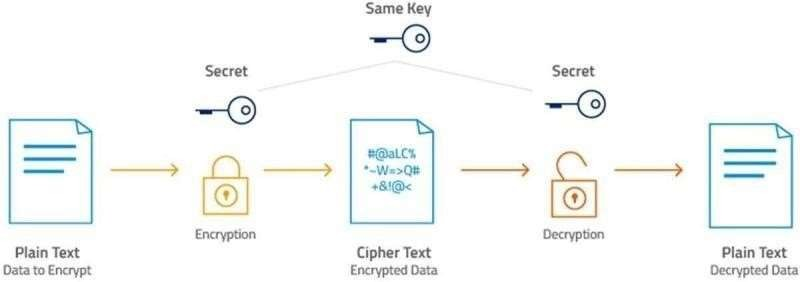 Same Key
Secret
Secret
#@aLC%
*~W=>Q#
+&!@<
Encryption
Decryption
Plain Text
Data to Encrypt
Cipher Text
Encrypted Data
Plain Text
Decrypted Data